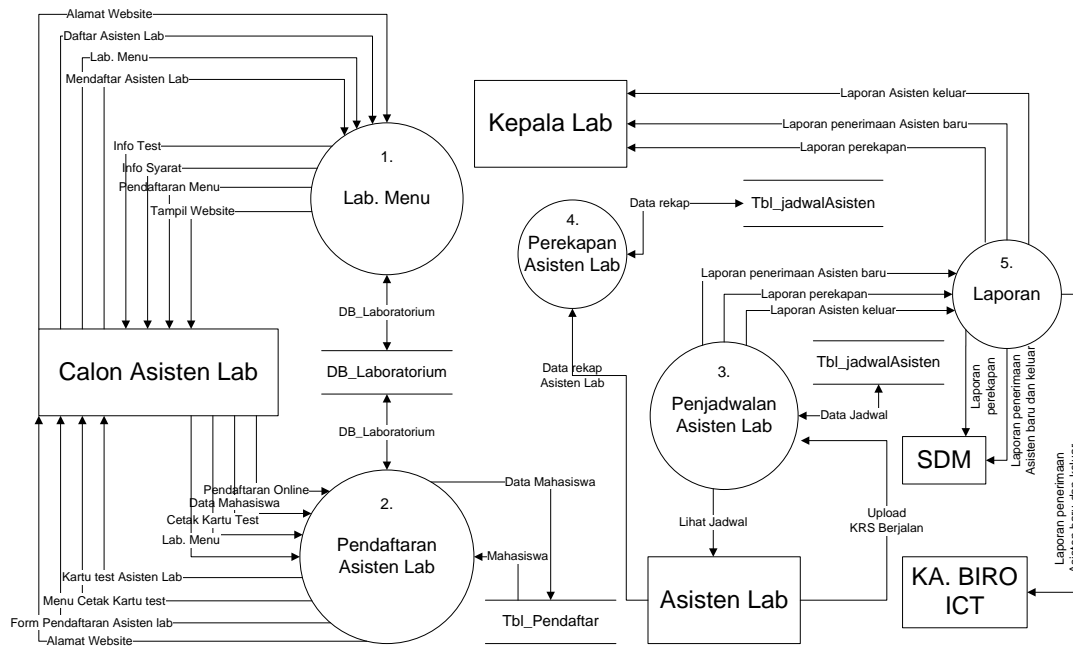 Alamat Website
Daftar Asisten Lab
Lab. Menu
Mendaftar Asisten Lab
Info Test
Info Syarat
Pendaftaran Menu
Tampil Website
1.
Lab. Menu
DB_Laboratorium
DB_Laboratorium
DB_Laboratorium
Calon Asisten Lab
Pendaftaran Online
Data Mahasiswa
Cetak Kartu Test
Lab. Menu
2.
Pendaftaran
Asisten Lab
Kartu test Asisten Lab
Menu Cetak Kartu test
Form Pendaftaran Asisten lab
Alamat Website
Data Mahasiswa
Mahasiswa
Tbl_Pendaftar
Kepala Lab
Laporan Asisten keluar
Laporan penerimaan Asisten baru
Laporan perekapan
4.
Perekapan
Asisten Lab
Data rekap
Tbl_jadwalAsisten
Laporan penerimaan Asisten baru
Laporan perekapan
Laporan Asisten keluar
5.
Laporan
Data rekap
Asisten Lab
3.
Penjadwalan
Asisten Lab
Tbl_jadwalAsisten
Data Jadwal
Laporan
perekapan
Laporan penerimaan
Asisten baru dan keluar
SDM
Lihat Jadwal
Upload
KRS Berjalan
Asisten Lab
KA. BIRO
ICT
Laporan penerimaan
Asisten baru dan keluar